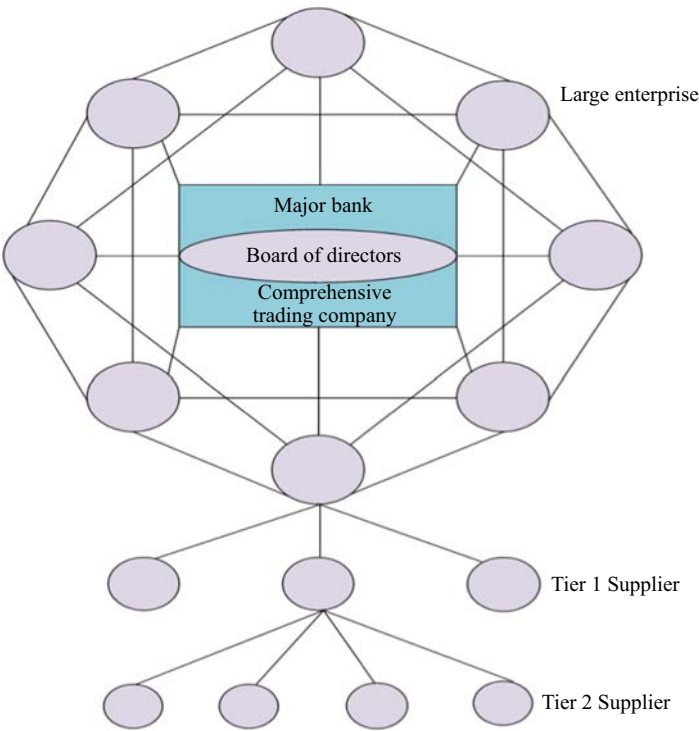 Large enterprise
Major bank
Board of directors
Comprehensive
trading company
Tier 1 Supplier
Tier 2 Supplier